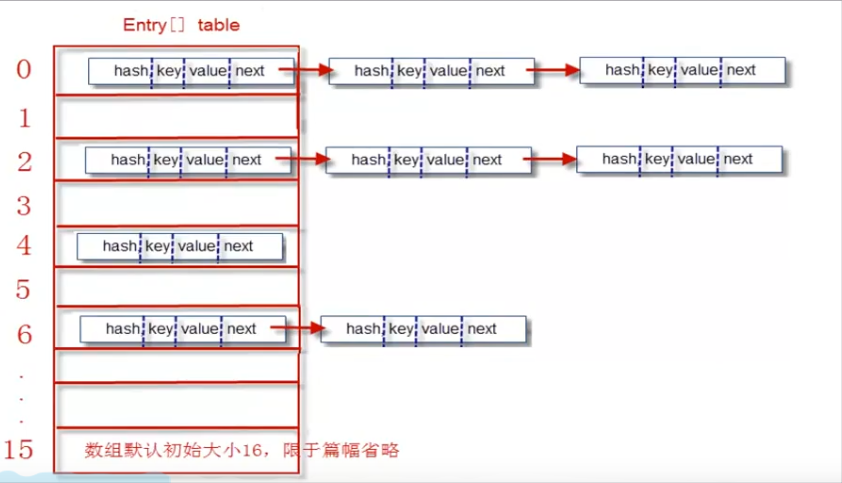 Entry[] table
0 hash key value next hash key value next hash key value next
1
2 hash key value next hash key value next hash key value next
3
4 hash key value next
5
6 hash key value next hash key value next
.
.
.
15 数组默认初始大小16，限于篇幅省略